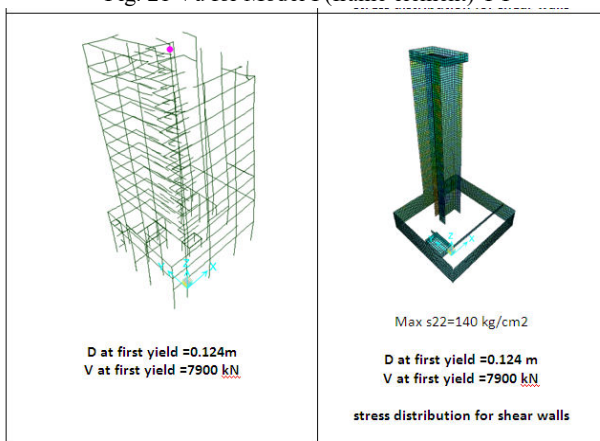 D at first yield =0.124m
V at first yield =7900 kN
Z
Y
X
Z
X
Max s22=140 kg/cm2
D at first yield =0.124 m
V at first yield =7900 kN
stress distribution for shear walls